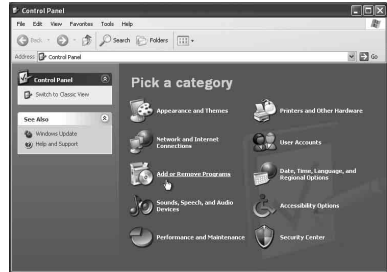 Control Panel
File Edit View Favorites Tools Help
Back Search Folders
Address Control Panel Go
Control Panel
Switch to Classic View
See Also
Windows Update
Help and Support
Pick a category
Appearance and Themes
Printers and Other Hardware
Network and Internet Connections
User Accounts
Add or Remove Programs
Date, Time, Language, and Regional Options
Sounds, Speech, and Audio Devices
Accessibility Options
Performance and Maintenance
Security Center